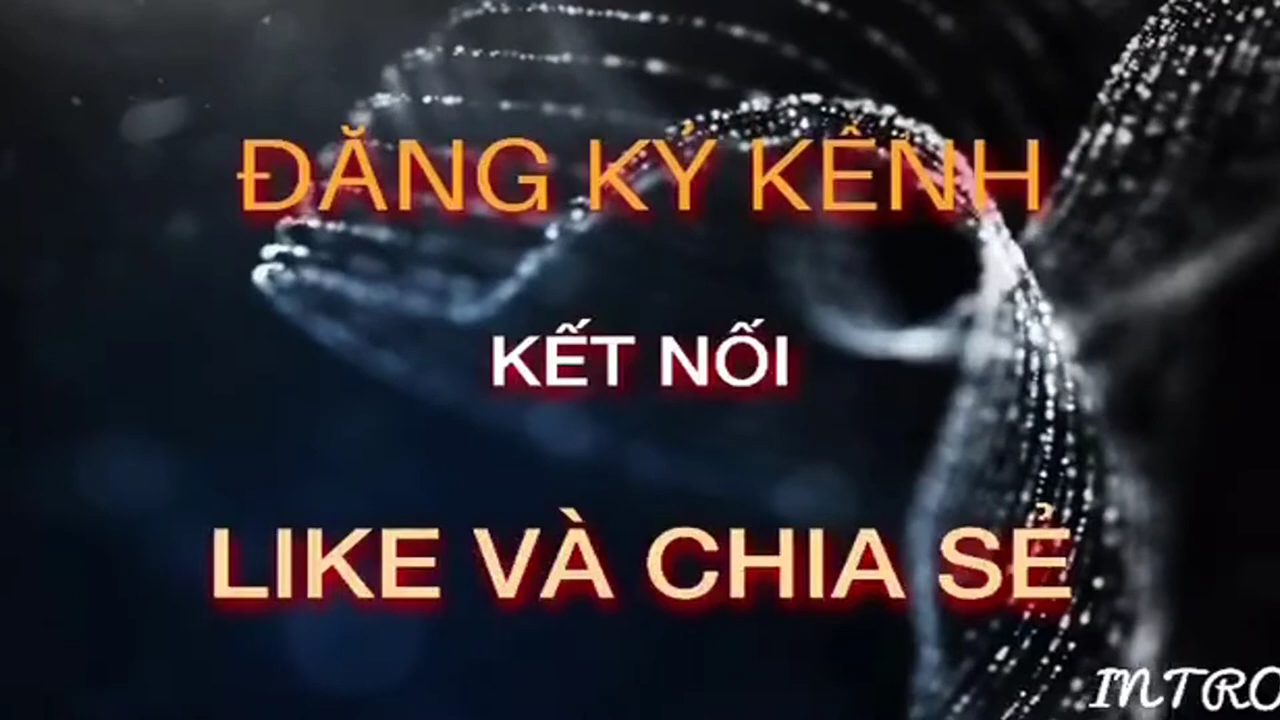 ĐĂNG KÝ KÊNH
KẾT NỐI
LIKE VÀ CHIA SẺ
INTRO